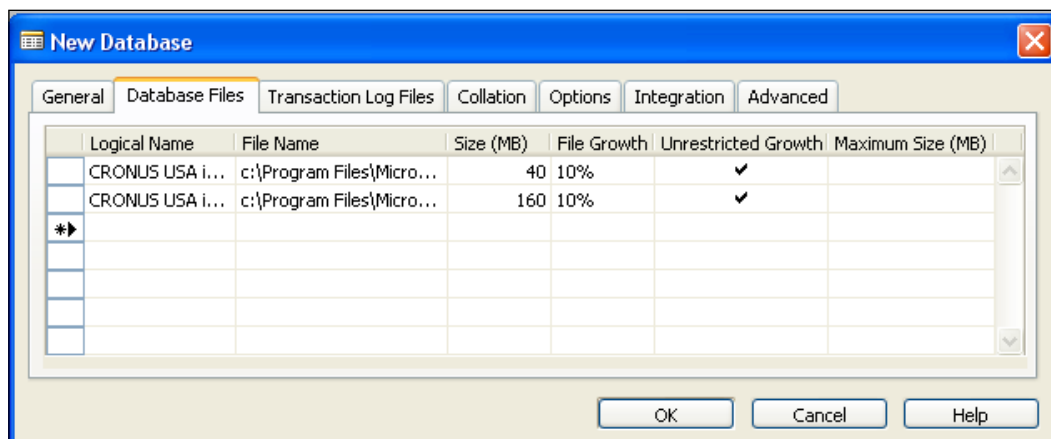 New Database
General Database Files Transaction Log Files Collation Options Integration Advanced
Logical Name File Name Size (MB) File Growth Unrestricted Growth Maximum Size (MB)
CRONUS USA i... c:\Program Files\Micro... 40 10% ✔
CRONUS USA i... c:\Program Files\Micro... 160 10% ✔
OK Cancel Help